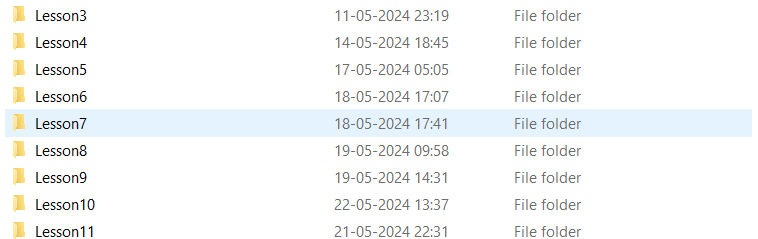 Lesson3 11-05-2024 23:19 File folder
Lesson4 14-05-2024 18:45 File folder
Lesson5 17-05-2024 05:05 File folder
Lesson6 18-05-2024 17:07 File folder
Lesson7 18-05-2024 17:41 File folder
Lesson8 19-05-2024 09:58 File folder
Lesson9 19-05-2024 14:31 File folder
Lesson10 22-05-2024 13:37 File folder
Lesson11 21-05-2024 22:31 File folder